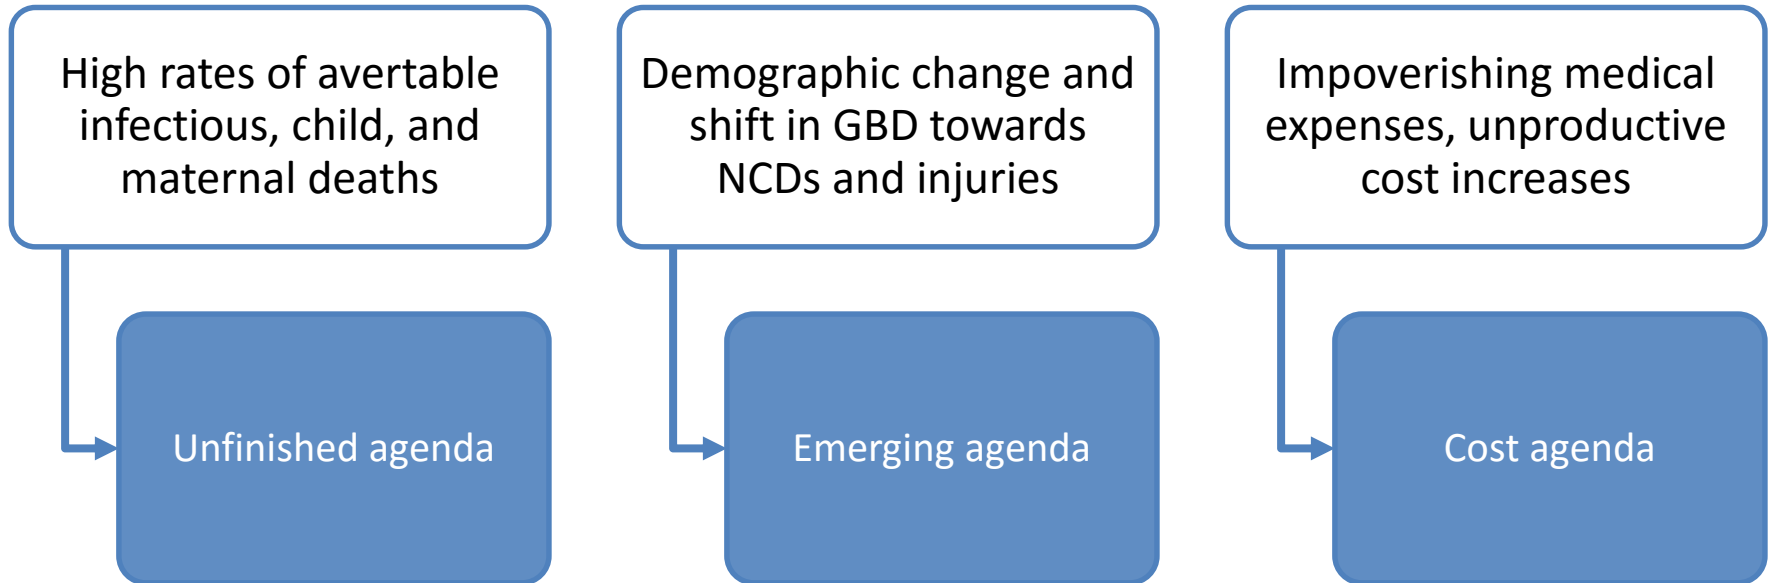 High rates of avertable
infectious, child, and
maternal deaths
Unfinished agenda
Demographic change and
shift in GBD towards
NCDs and injuries
Emerging agenda
Impoverishing medical
expenses, unproductive
cost increases
Cost agenda